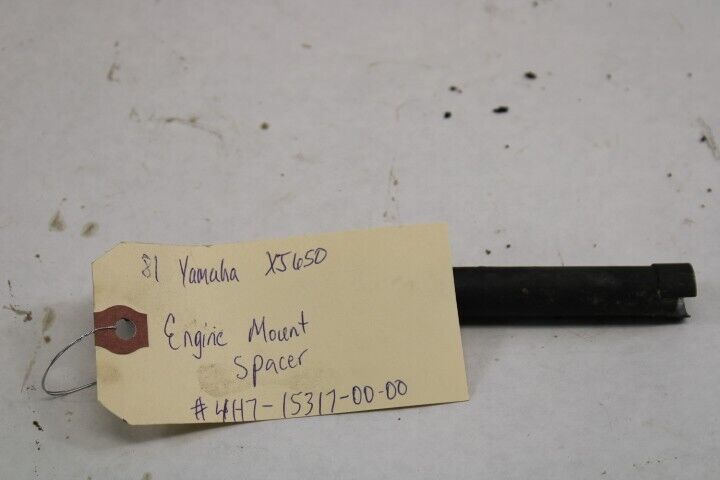 81 Yamaha XJ650
Engine Mount
Spacer
#4H7-15317-00-00